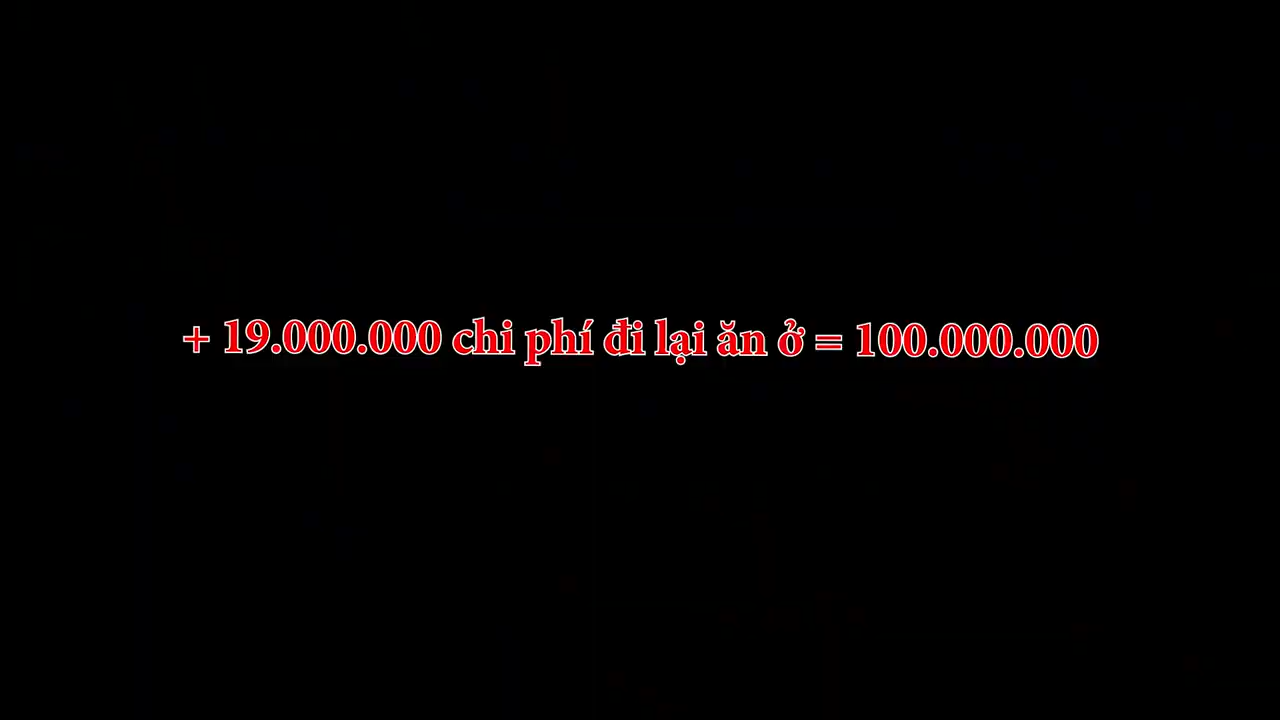 + 19.000.000 chi phí đi lại ăn ở = 100.000.000